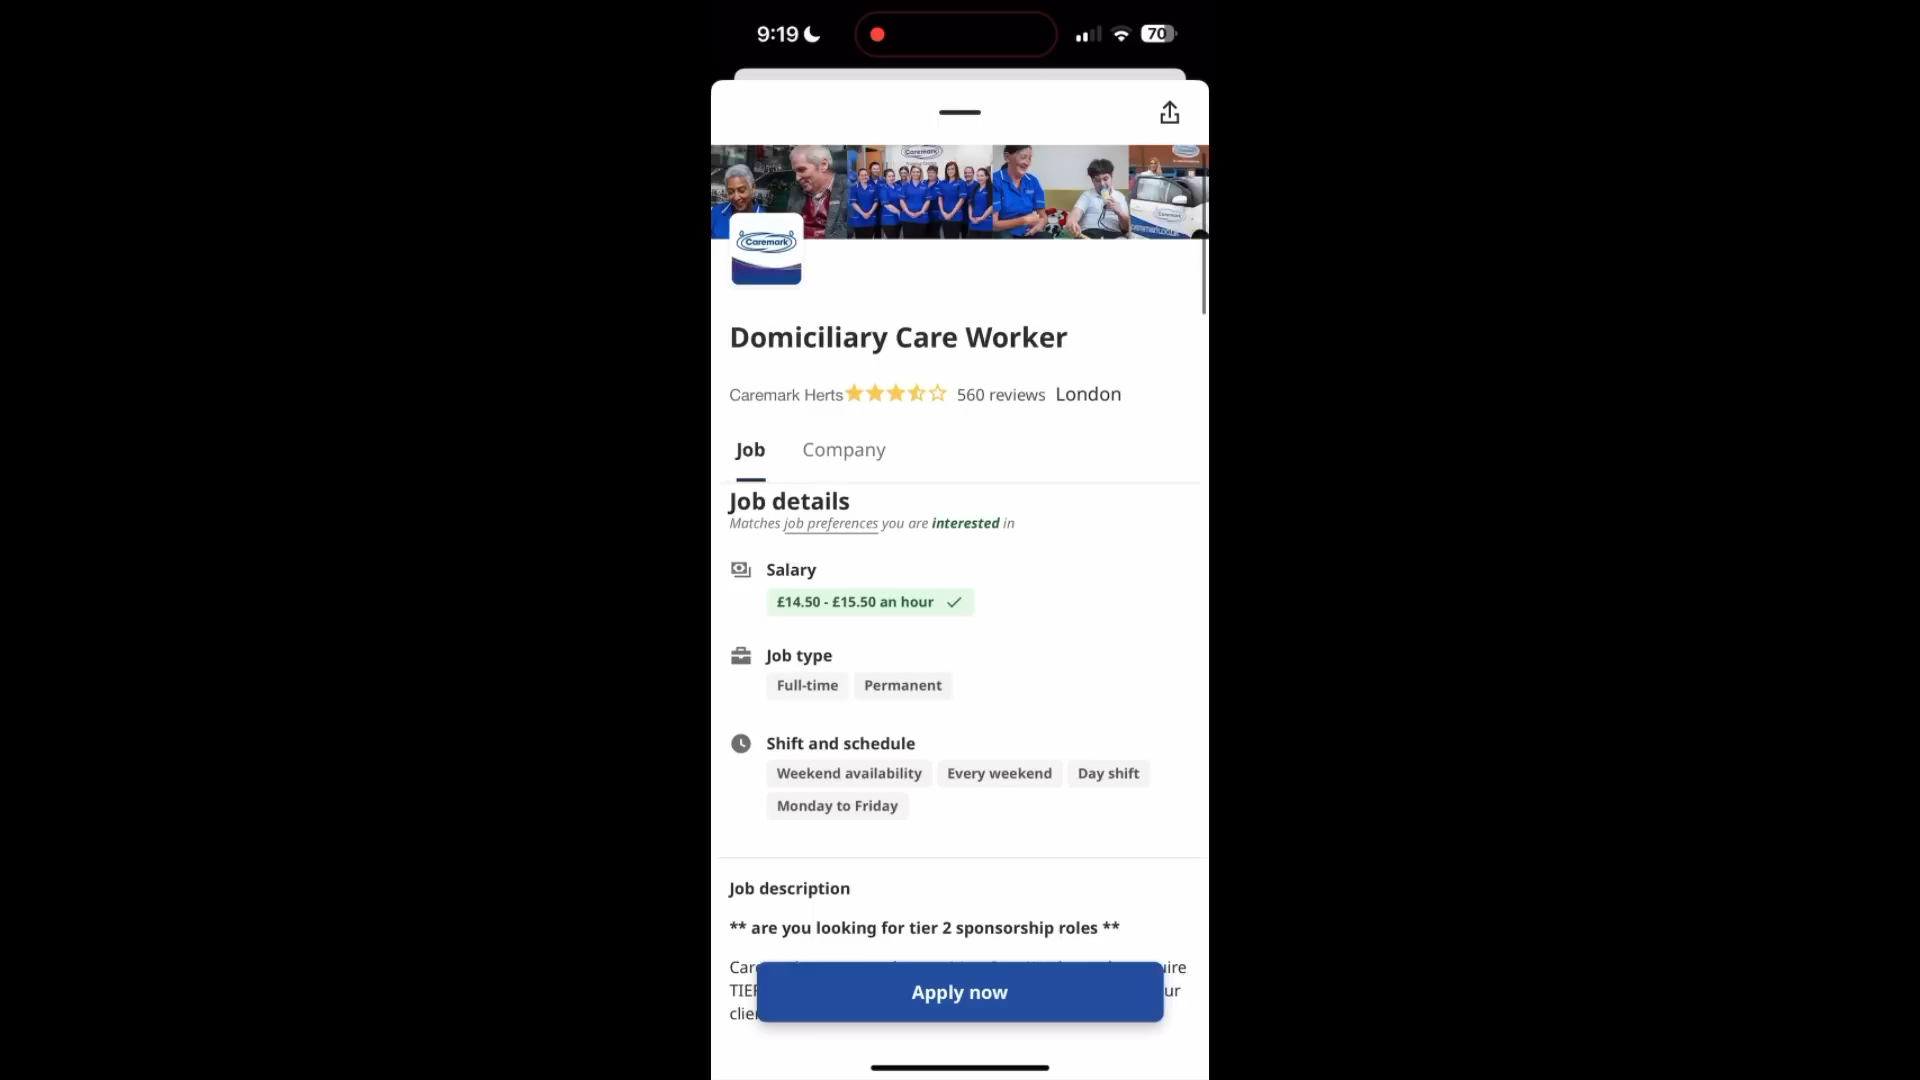 9:19
70
Caremark
Caremark
Domiciliary Care Worker
Caremark Herts 560 reviews London
Job Company
Job details
Matches job preferences you are interested in
Salary
£14.50 - £15.50 an hour
Job type
Full-time Permanent
Shift and schedule
Weekend availability Every weekend Day shift
Monday to Friday
Job description
** are you looking for tier 2 sponsorship roles **
Apply now